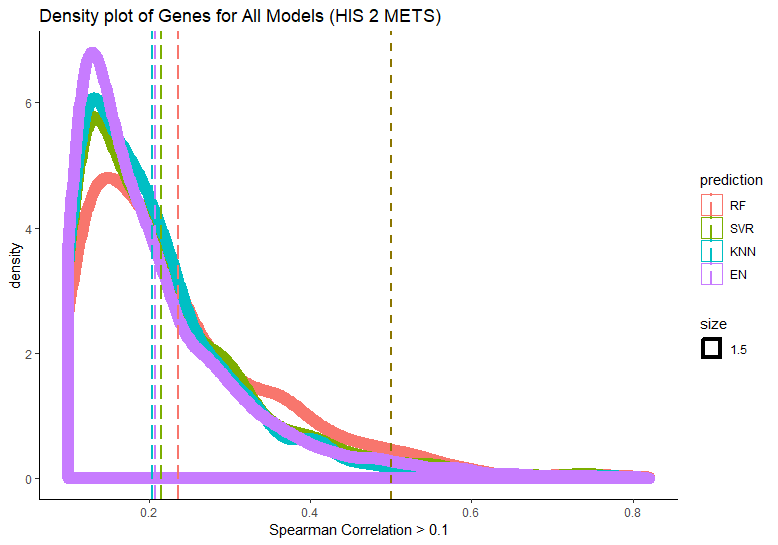 Density plot of Genes for All Models (HIS 2 METS)
density
6
4
2
0
0.2
0.4
0.6
0.8
Spearman Correlation > 0.1
prediction
RF
SVR
KNN
EN
size
1.5